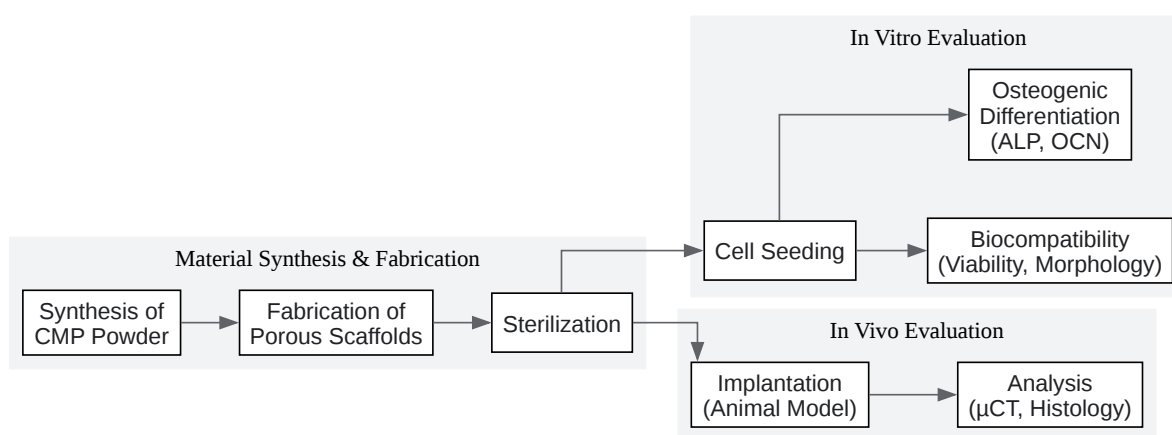 In Vitro Evaluation
Osteogenic
Differentiation
(ALP, OCN)
Cell Seeding
Biocompatibility
(Viability, Morphology)
Material Synthesis & Fabrication
Synthesis of
CMP Powder
Fabrication of
Porous Scaffolds
Sterilization
In Vivo Evaluation
Implantation
(Animal Model)
Analysis
(µCT, Histology)